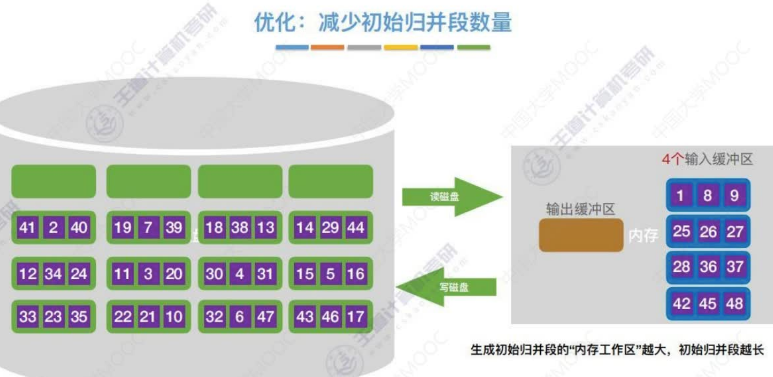 优化：减少初始归并段数量
41 2 40 19 7 39 18 38 13 14 29 44
12 34 24 11 3 20 30 4 31 15 5 16
33 23 35 22 21 10 32 6 47 43 46 17
读磁盘
写磁盘
4个输入缓冲区
输出缓冲区
内存
1 8 9
25 26 27
28 36 37
42 45 48
生成初始归并段的“内存工作区”越大，初始归并段越长
王道计算机考研
中国大学MOOC